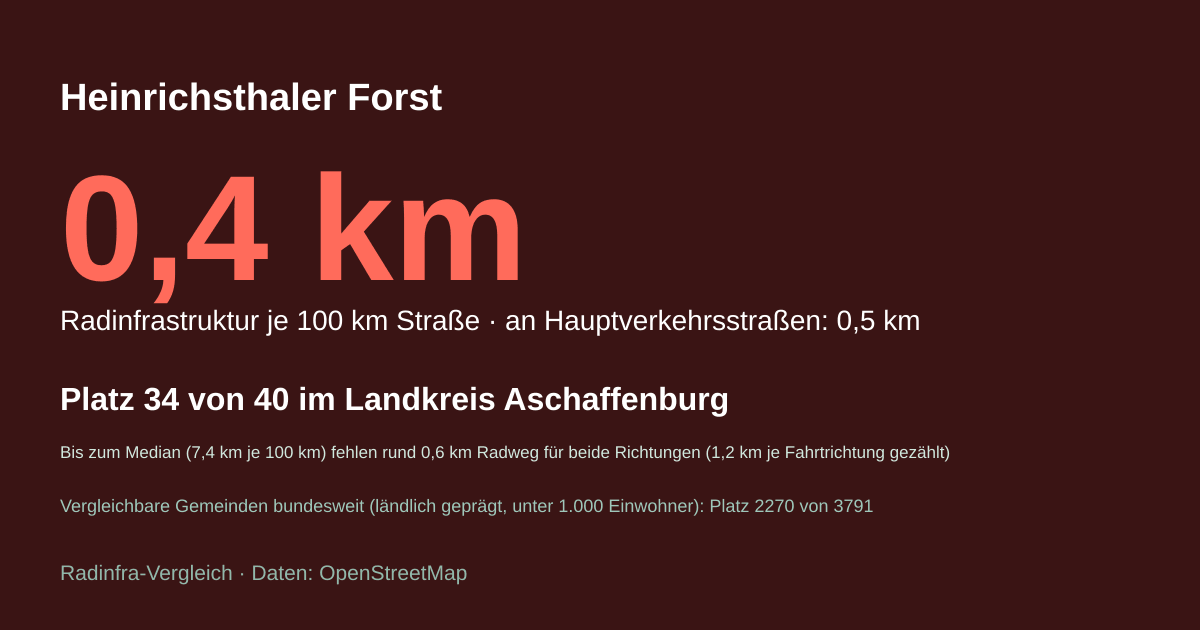 Heinrichsthaler Forst
0,4 km
Radinfrastruktur je 100 km Straße · an Hauptverkehrsstraßen: 0,5 km
Platz 34 von 40 im Landkreis Aschaffenburg
Bis zum Median (7,4 km je 100 km) fehlen rund 0,6 km Radweg für beide Richtungen (1,2 km je Fahrtrichtung gezählt)
Vergleichbare Gemeinden bundesweit (ländlich geprägt, unter 1.000 Einwohner): Platz 2270 von 3791
Radinfra-Vergleich · Daten: OpenStreetMap